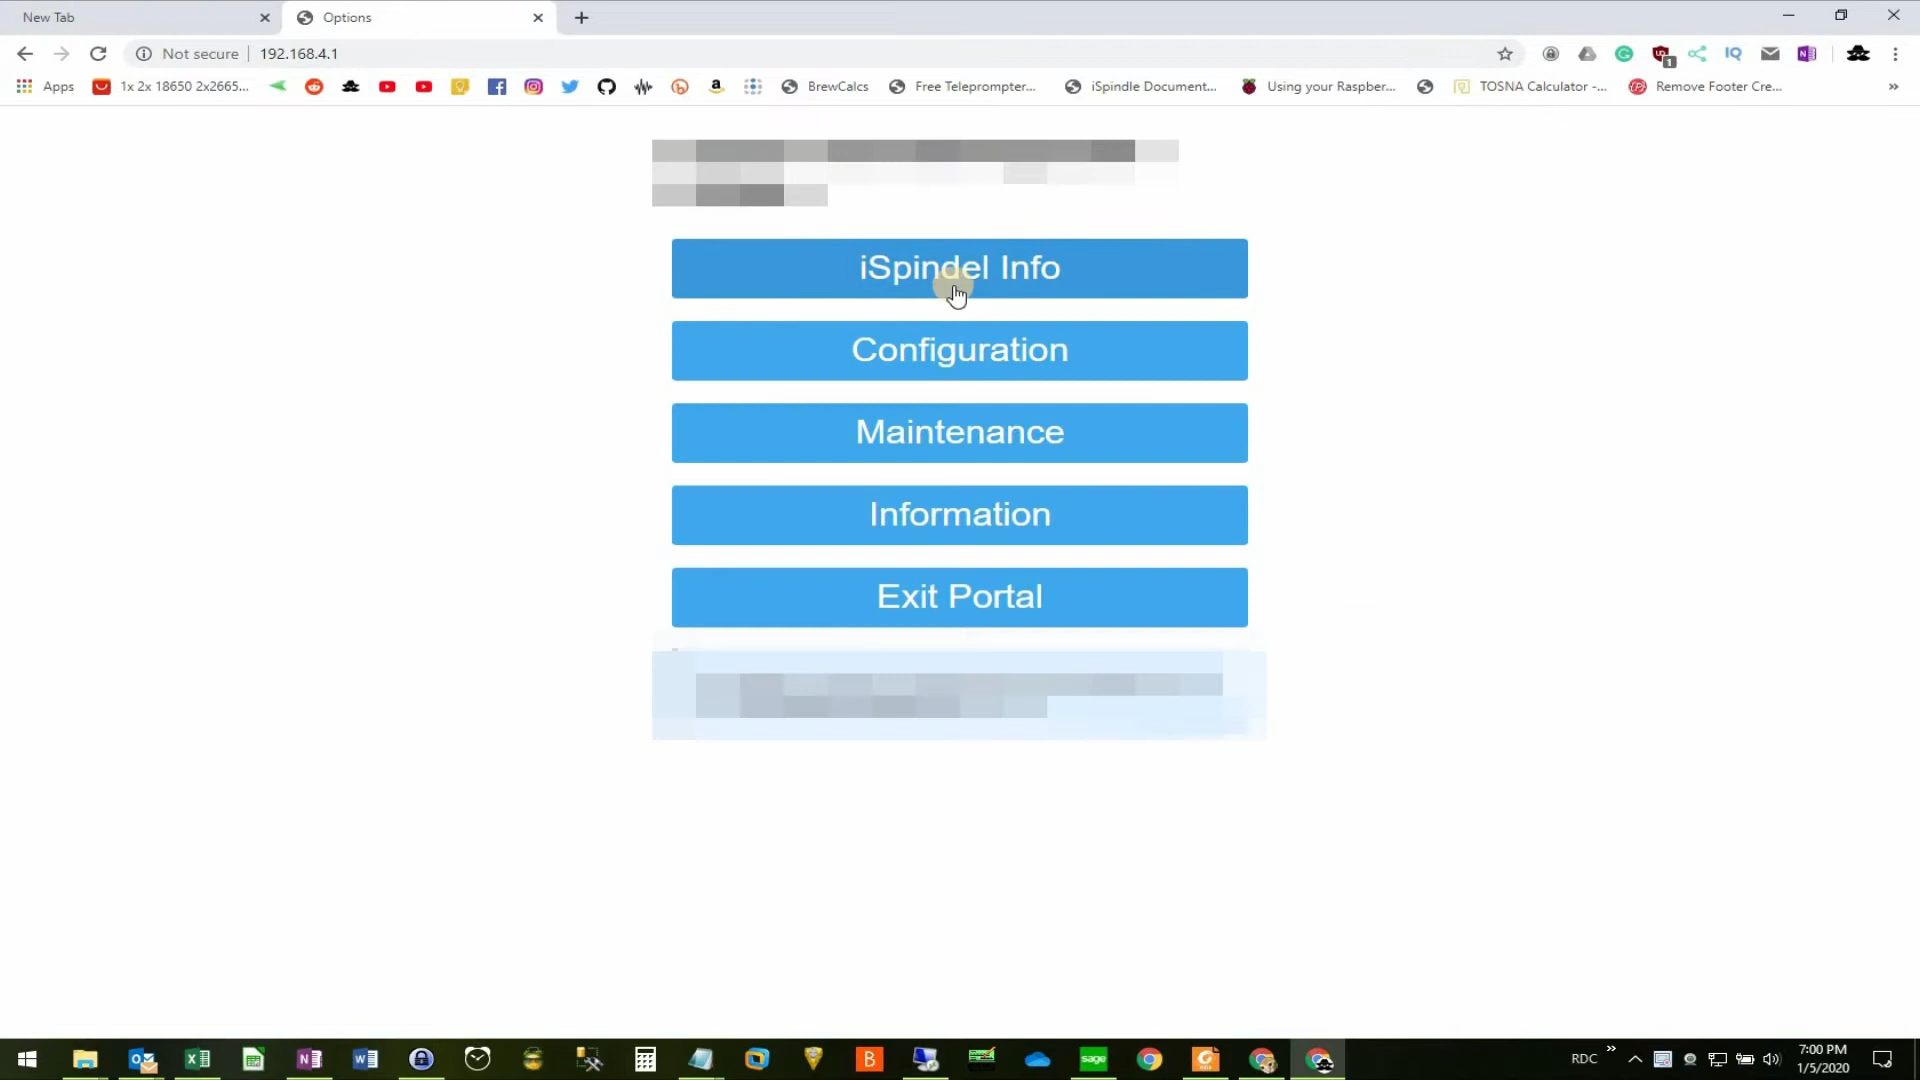 New Tab
Options
Not secure
192.168.4.1
IQ
Apps
1x 2x 18650 2x2665...
BrewCalcs
Free Teleprompter...
iSpindle Document...
Using your Raspber...
TOSNA Calculator -...
Remove Footer Cre...
iSpindel Info
Configuration
Maintenance
Information
Exit Portal
sage
RDC
7:00 PM
1/5/2020